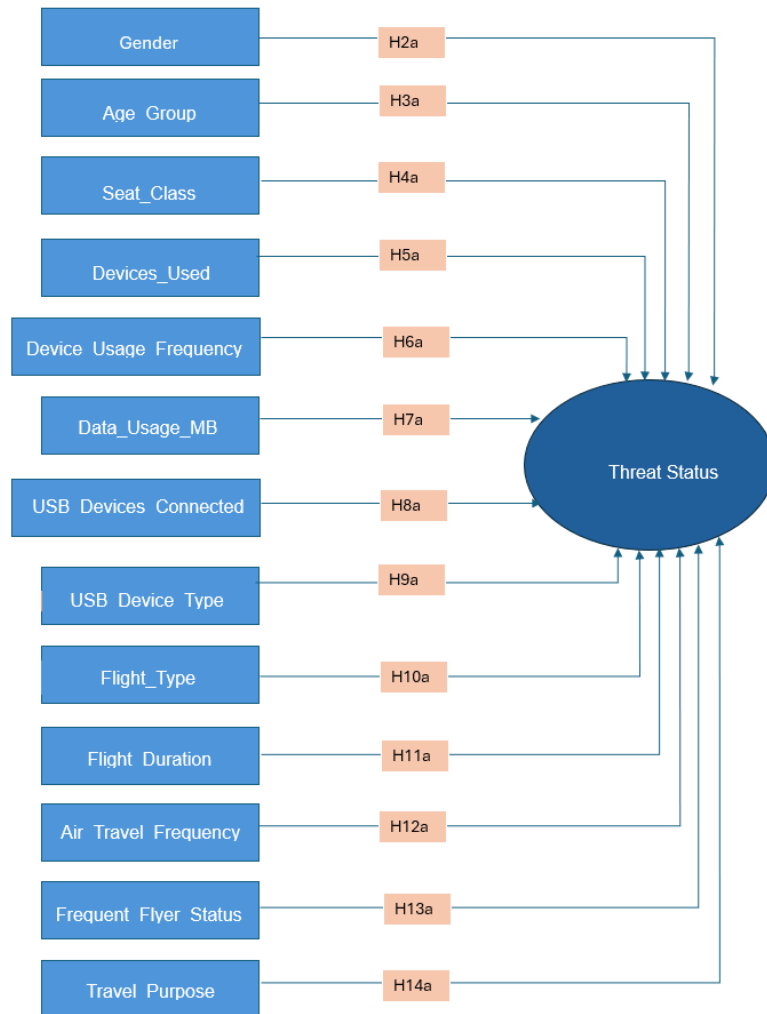 Gender
H2a
Age Group
H3a
Seat_Class
H4a
Devices_Used
H5a
Device Usage Frequency
H6a
Data_Usage_MB
H7a
Threat Status
USB Devices Connected
H8a
USB Device Type
H9a
Flight_Type
H10a
Flight Duration
H11a
Air Travel Frequency
H12a
Frequent Flyer Status
H13a
Travel Purpose
H14a